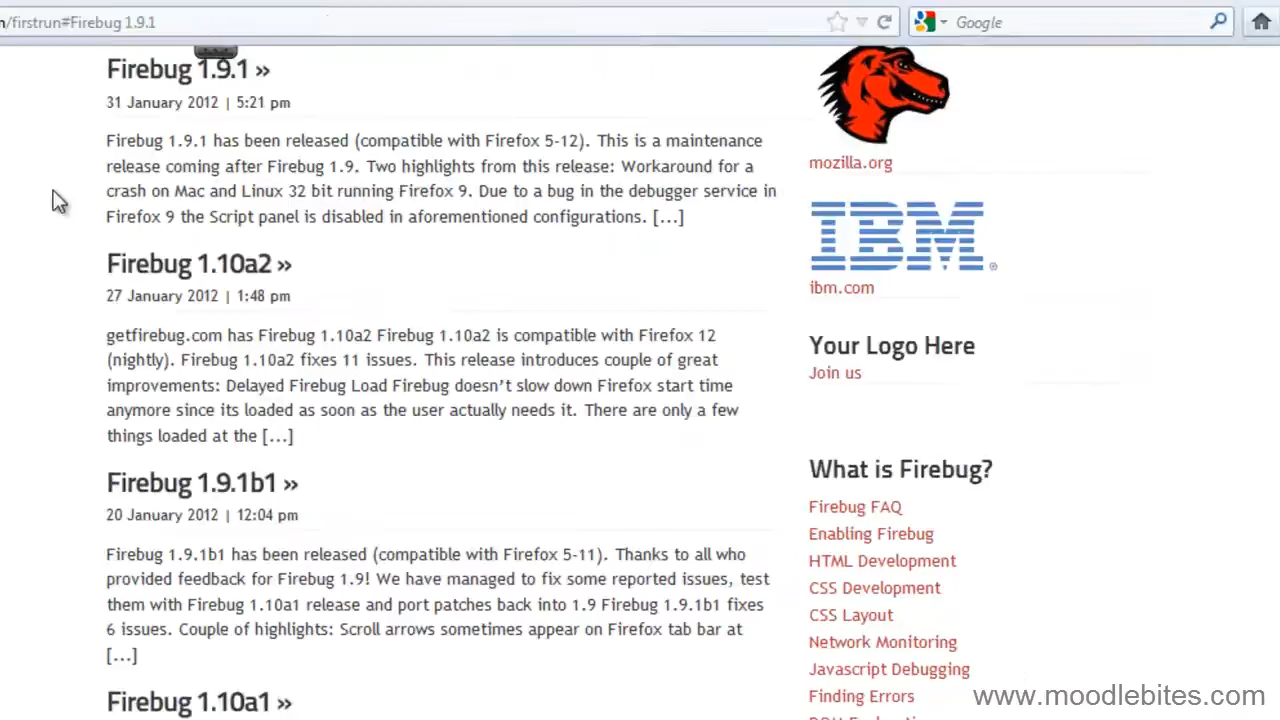 n/firstrun#Firebug 1.9.1
Google
Firebug 1.9.1 »
31 January 2012 | 5:21 pm
Firebug 1.9.1 has been released (compatible with Firefox 5-12). This is a maintenance
release coming after Firebug 1.9. Two highlights from this release: Workaround for a
crash on Mac and Linux 32 bit running Firefox 9. Due to a bug in the debugger service in
Firefox 9 the Script panel is disabled in aforementioned configurations. [...]
Firebug 1.10a2 »
27 January 2012 | 1:48 pm
getfirebug.com has Firebug 1.10a2 Firebug 1.10a2 is compatible with Firefox 12
(nightly). Firebug 1.10a2 fixes 11 issues. This release introduces couple of great
improvements: Delayed Firebug Load Firebug doesn’t slow down Firefox start time
anymore since its loaded as soon as the user actually needs it. There are only a few
things loaded at the [...]
Firebug 1.9.1b1 »
20 January 2012 | 12:04 pm
Firebug 1.9.1b1 has been released (compatible with Firefox 5-11). Thanks to all who
provided feedback for Firebug 1.9! We have managed to fix some reported issues, test
them with Firebug 1.10a1 release and port patches back into 1.9 Firebug 1.9.1b1 fixes
6 issues. Couple of highlights: Scroll arrows sometimes appear on Firefox tab bar at
[...]
Firebug 1.10a1 »
mozilla.org
IBM®
ibm.com
Your Logo Here
Join us
What is Firebug?
Firebug FAQ
Enabling Firebug
HTML Development
CSS Development
CSS Layout
Network Monitoring
Javascript Debugging
Finding Errors
www.moodlebites.com